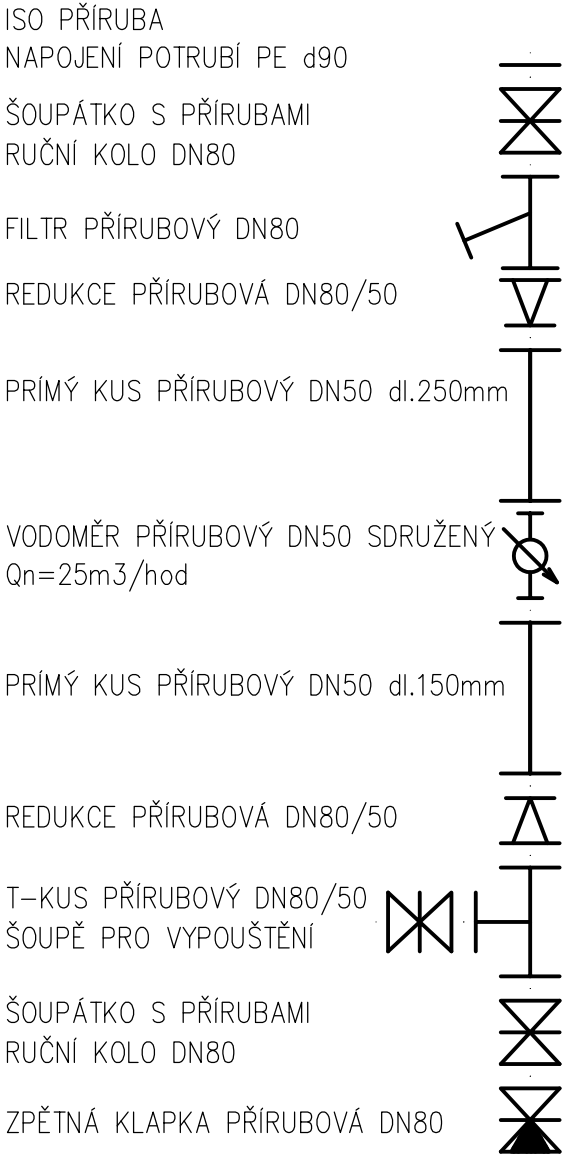 ISO PŘÍRUBA
NAPOJENÍ POTRUBÍ PE d90
ŠOUPÁTKO S PŘÍRUBAMI
RUČNÍ KOLO DN80
FILTR PŘÍRUBOVÝ DN80
REDUKCE PŘÍRUBOVÁ DN80/50
PRÍMÝ KUS PŘÍRUBOVÝ DN50 dl.250mm
VODOMĚR PŘÍRUBOVÝ DN50 SDRUŽENÝ
Qn=25m3/hod
PRÍMÝ KUS PŘÍRUBOVÝ DN50 dl.150mm
REDUKCE PŘÍRUBOVÁ DN80/50
T-KUS PŘÍRUBOVÝ DN80/50
ŠOUPĚ PRO VYPOUŠTĚNÍ
ŠOUPÁTKO S PŘÍRUBAMI
RUČNÍ KOLO DN80
ZPĚTNÁ KLAPKA PŘÍRUBOVÁ DN80